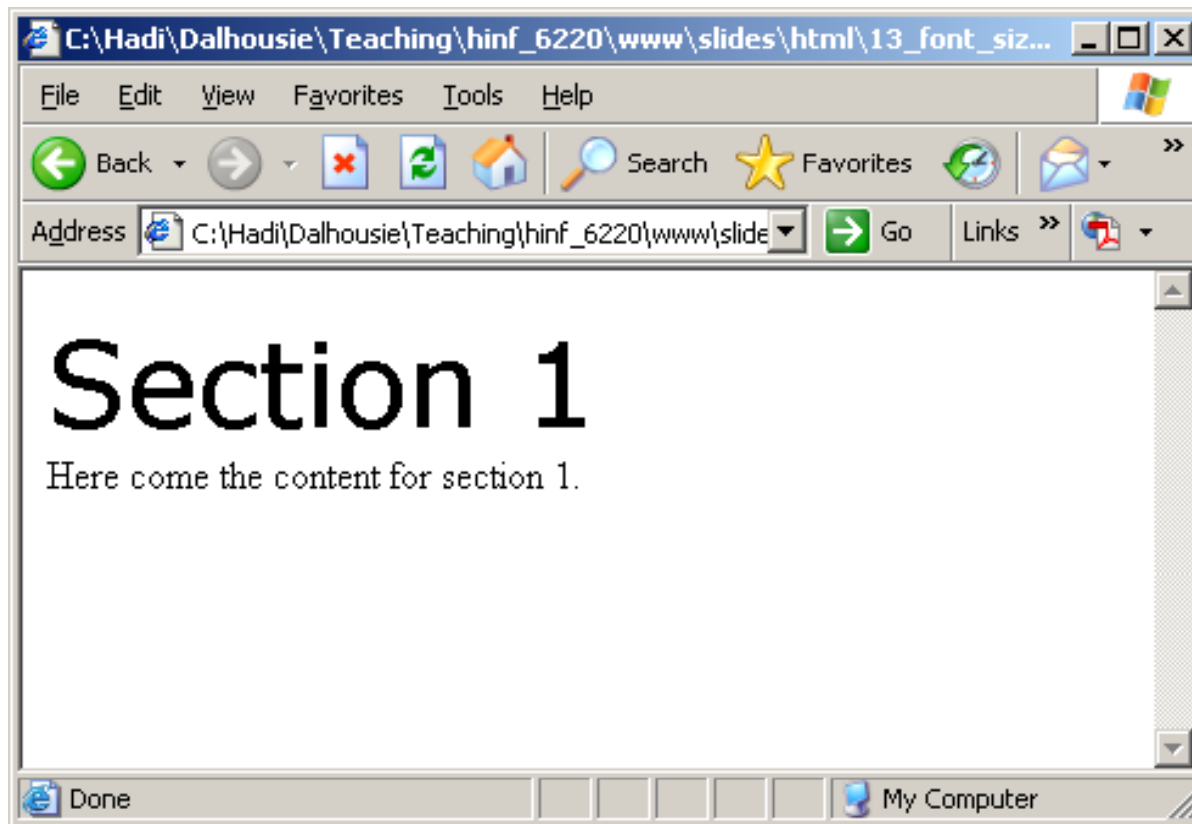 C:\Hadi\Dalhousie\Teaching\hinf_6220\www\slides\html\13_font_siz...
File Edit View Favorites Tools Help
Back Search Favorites »
Address C:\Hadi\Dalhousie\Teaching\hinf_6220\www\slide Go Links »
Section 1
Here come the content for section 1.
Done My Computer